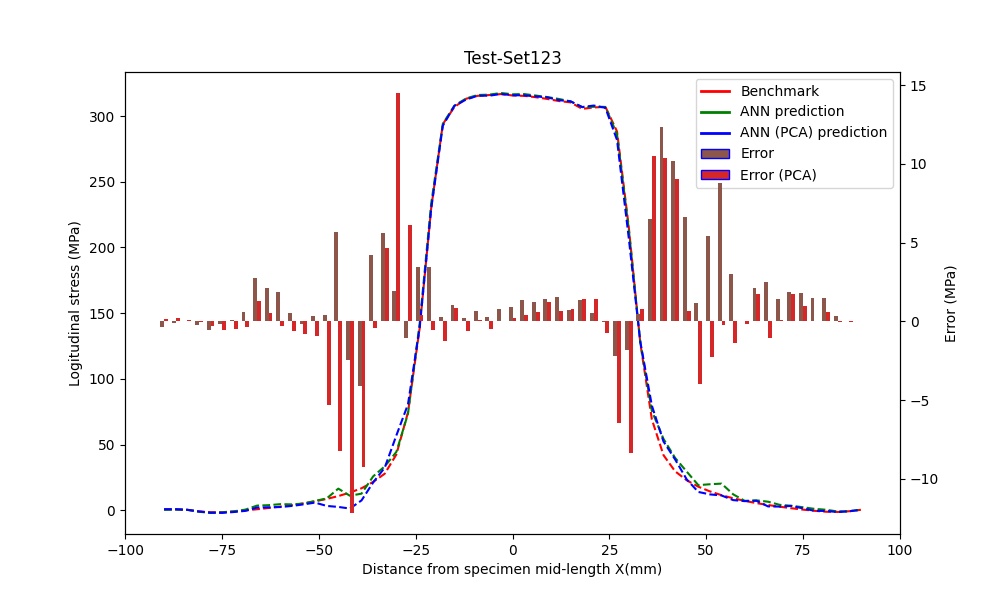 Test-Set123
Benchmark
ANN prediction
ANN (PCA) prediction
Error
Error (PCA)
300
250
200
150
100
50
0
Logitudinal stress (MPa)
15
10
5
0
−5
−10
Error (MPa)
−100
−75
−50
−25
0
25
50
75
100
Distance from specimen mid-length X(mm)